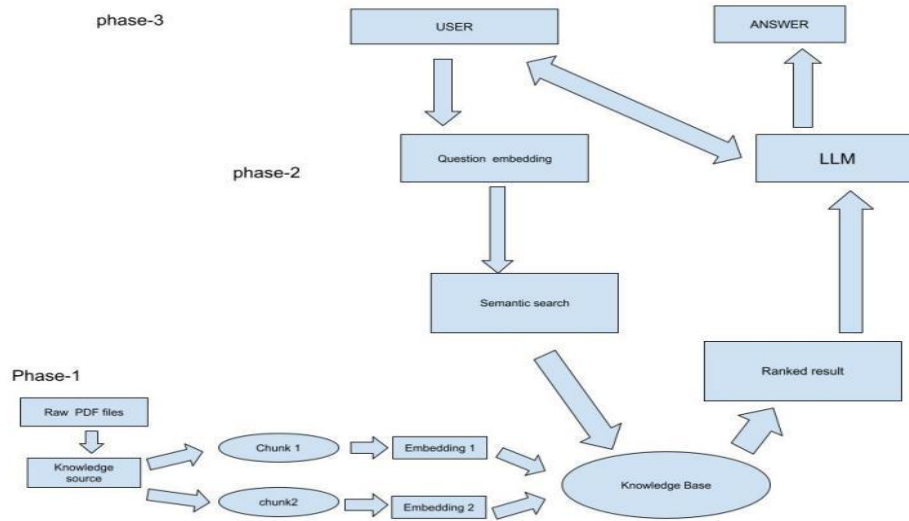 phase-3
USER
ANSWER
Question embedding
LLM
phase-2
Semantic search
Ranked result
Phase-1
Raw PDF files
Knowledge
source
Chunk 1
Embedding 1
chunk2
Embedding 2
Knowledge Base